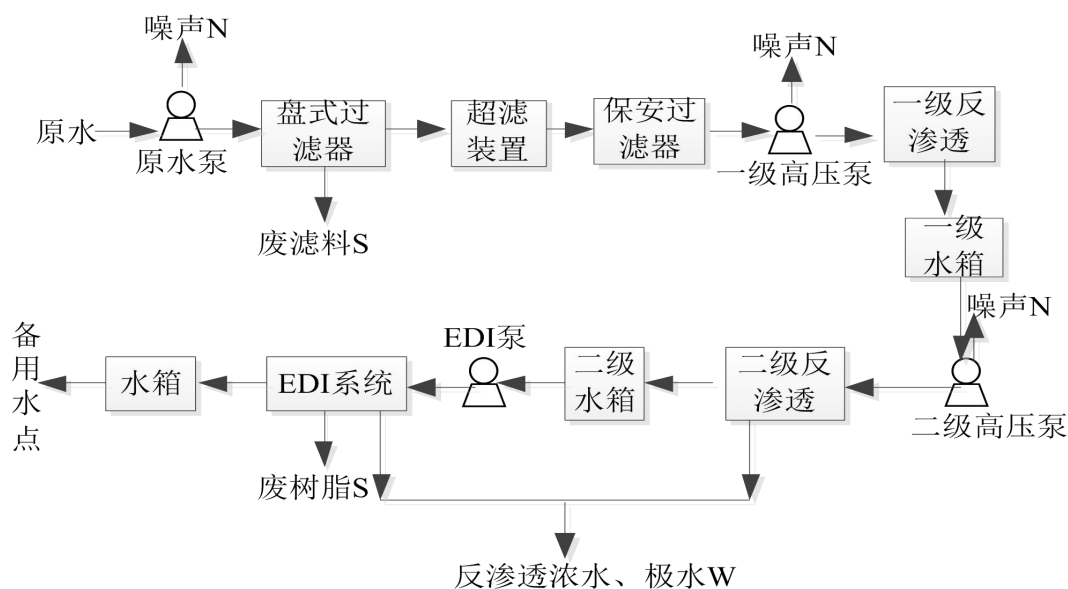 噪声N
噪声N
原水
原水泵
盘式过
滤器
超滤
装置
保安过
滤器
一级高压泵
一级反
渗透
废滤料S
一级
水箱
噪声N
备用水点
水箱
EDI系统
EDI泵
二级
水箱
二级反
渗透
二级高压泵
废树脂S
反渗透浓水、极水W